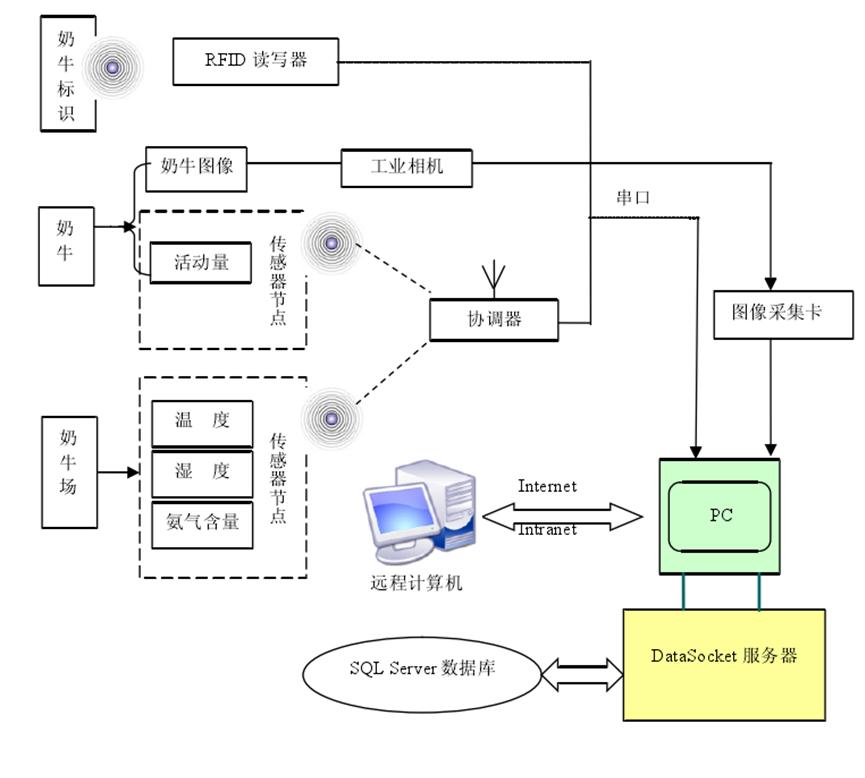 奶牛标识
RFID 读写器
奶牛图像
工业相机
串口
奶牛
活动量
传感器节点
协调器
图像采集卡
奶牛场
温 度
湿 度
氨气含量
传感器节点
Internet
Intranet
PC
远程计算机
SQL Server 数据库
DataSocket 服务器